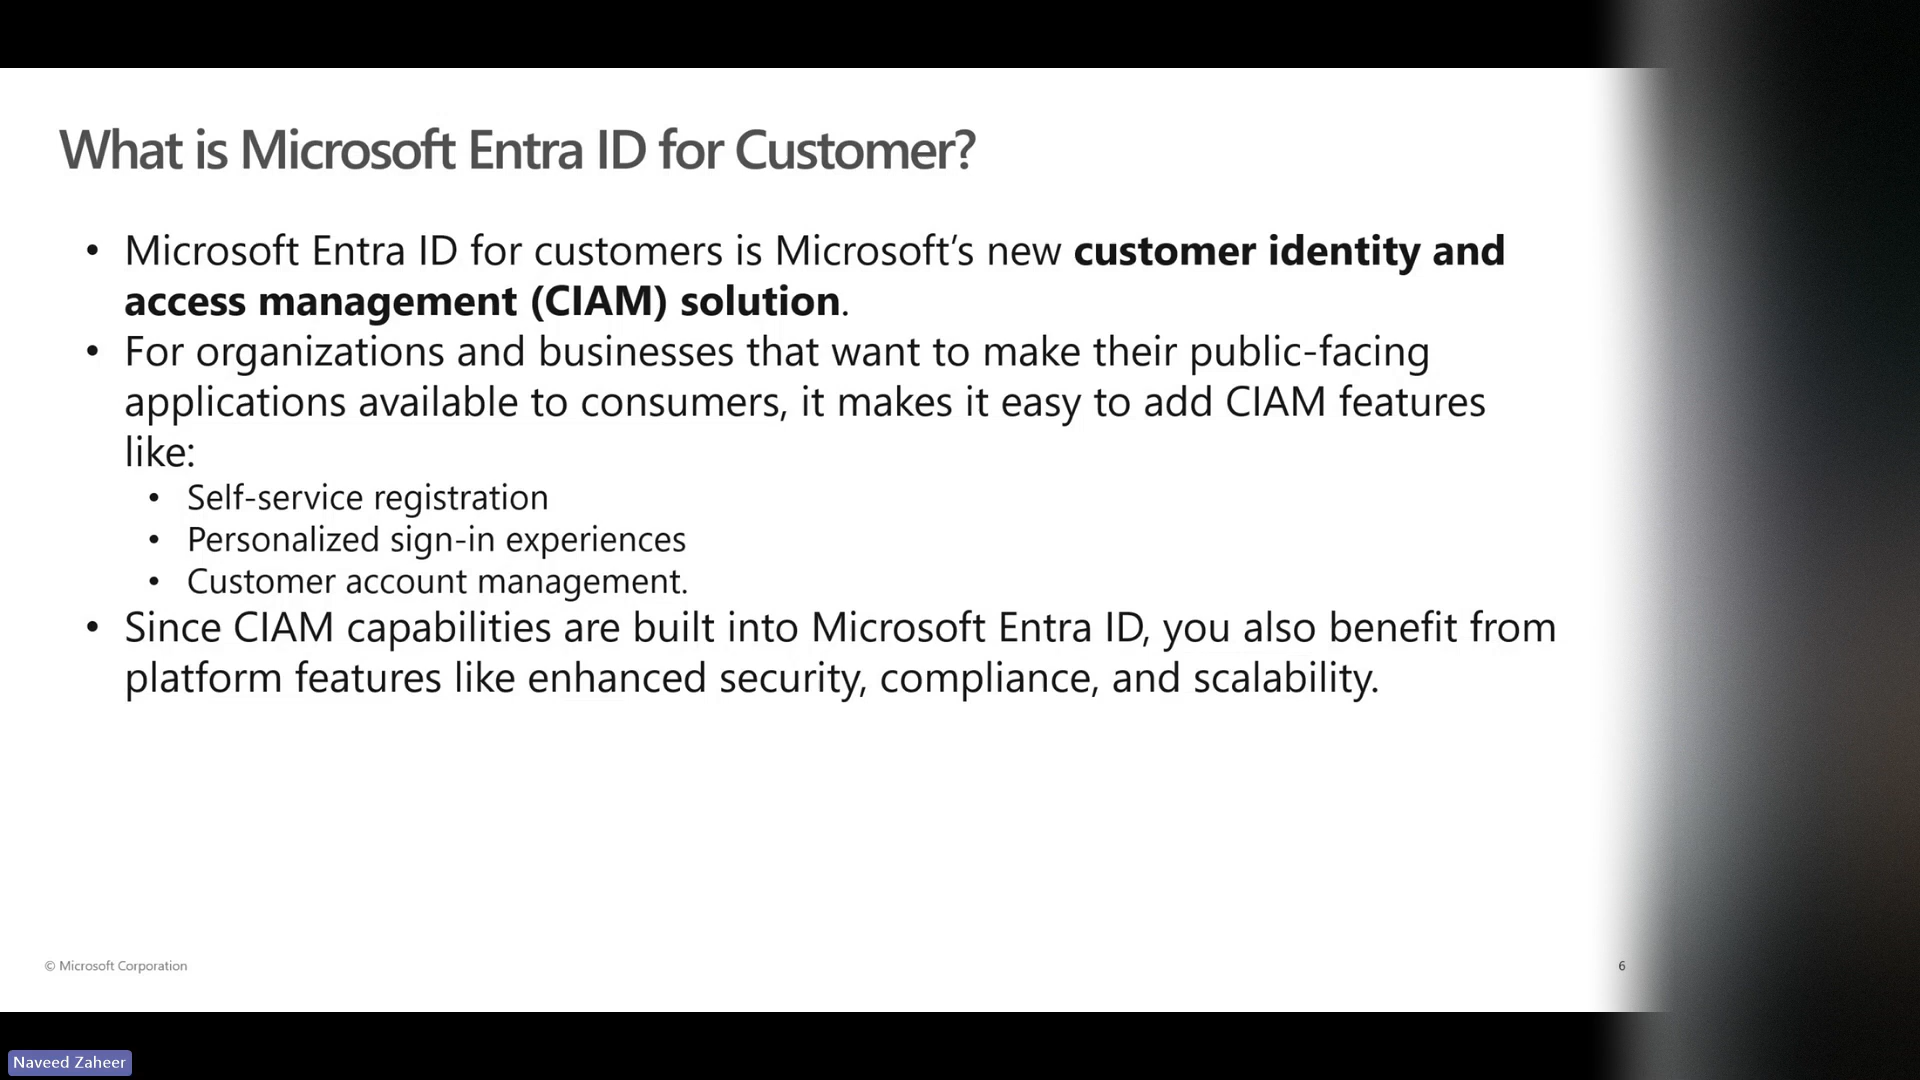 What is Microsoft Entra ID for Customer?
• Microsoft Entra ID for customers is Microsoft’s new customer identity and
access management (CIAM) solution.
• For organizations and businesses that want to make their public-facing
applications available to consumers, it makes it easy to add CIAM features
like:
• Self-service registration
• Personalized sign-in experiences
• Customer account management.
• Since CIAM capabilities are built into Microsoft Entra ID, you also benefit from
platform features like enhanced security, compliance, and scalability.
© Microsoft Corporation
6
Naveed Zaheer